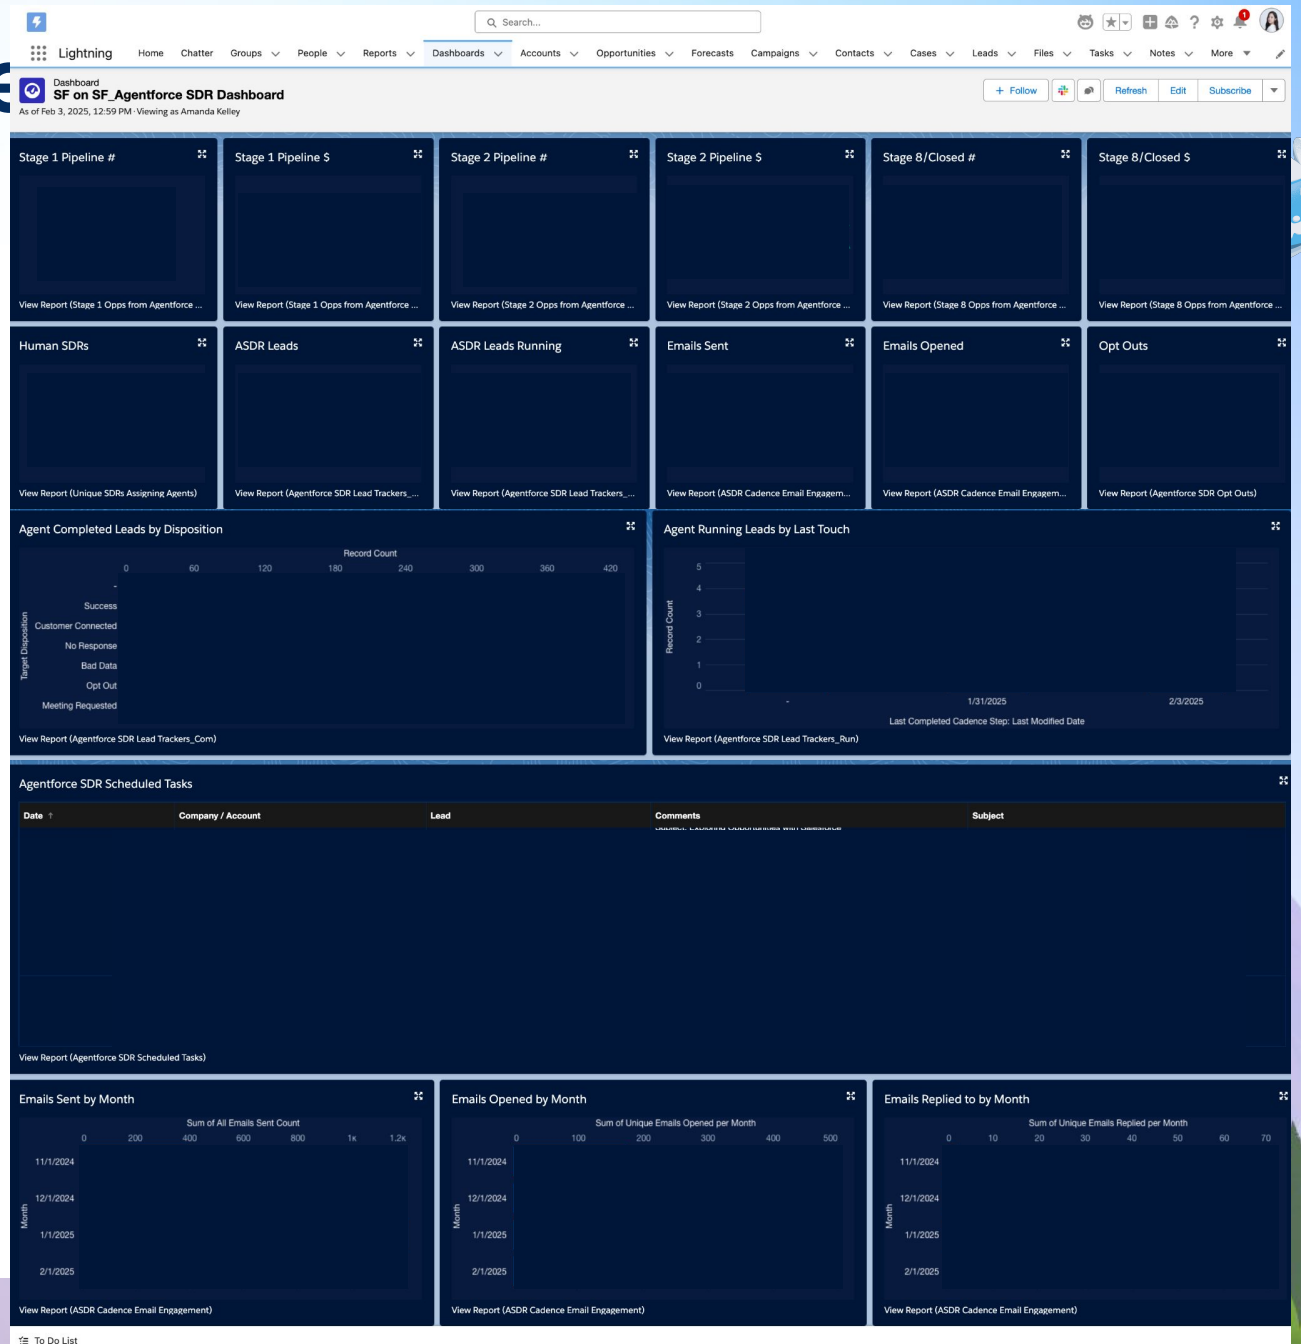 Search...
1
Lightning Home Chatter Groups People Reports Dashboards Accounts Opportunities Forecasts Campaigns Contacts Cases Leads Files Tasks Notes More
Dashboard
SF on SF_Agentforce SDR Dashboard
As of Feb 3, 2025, 12:59 PM·Viewing as Amanda Kelley
+ Follow Refresh Edit Subscribe
Stage 1 Pipeline # Stage 1 Pipeline $ Stage 2 Pipeline # Stage 2 Pipeline $ Stage 8/Closed # Stage 8/Closed $
View Report (Stage 1 Opps from Agentforce ... View Report (Stage 1 Opps from Agentforce ... View Report (Stage 2 Opps from Agentforce ... View Report (Stage 2 Opps from Agentforce ... View Report (Stage 8 Opps from Agentforce ... View Report (Stage 8 Opps from Agentforce ...
Human SDRs ASDR Leads ASDR Leads Running Emails Sent Emails Opened Opt Outs
View Report (Unique SDRs Assigning Agents) View Report (Agentforce SDR Lead Trackers_... View Report (Agentforce SDR Lead Trackers_... View Report (ASDR Cadence Email Engagem... View Report (ASDR Cadence Email Engagem... View Report (Agentforce SDR Opt Outs)
Agent Completed Leads by Disposition
Record Count
0 60 120 180 240 300 360 420
Target Disposition
-
Success
Customer Connected
No Response
Bad Data
Opt Out
Meeting Requested
View Report (Agentforce SDR Lead Trackers_Com)
Agent Running Leads by Last Touch
Record Count
5
4
3
2
1
0
- 1/31/2025 2/3/2025
Last Completed Cadence Step: Last Modified Date
View Report (Agentforce SDR Lead Trackers_Run)
Agentforce SDR Scheduled Tasks
Date ↑ Company / Account Lead Comments Subject
Subject: Exploring Opportunities with Salesforce
View Report (Agentforce SDR Scheduled Tasks)
Emails Sent by Month
Sum of All Emails Sent Count
0 200 400 600 800 1K 1.2K
Month
11/1/2024
12/1/2024
1/1/2025
2/1/2025
View Report (ASDR Cadence Email Engagement)
Emails Opened by Month
Sum of Unique Emails Opened per Month
0 100 200 300 400 500
Month
11/1/2024
12/1/2024
1/1/2025
2/1/2025
View Report (ASDR Cadence Email Engagement)
Emails Replied to by Month
Sum of Unique Emails Replied per Month
0 10 20 30 40 50 60 70
Month
11/1/2024
12/1/2024
1/1/2025
2/1/2025
View Report (ASDR Cadence Email Engagement)
To Do List